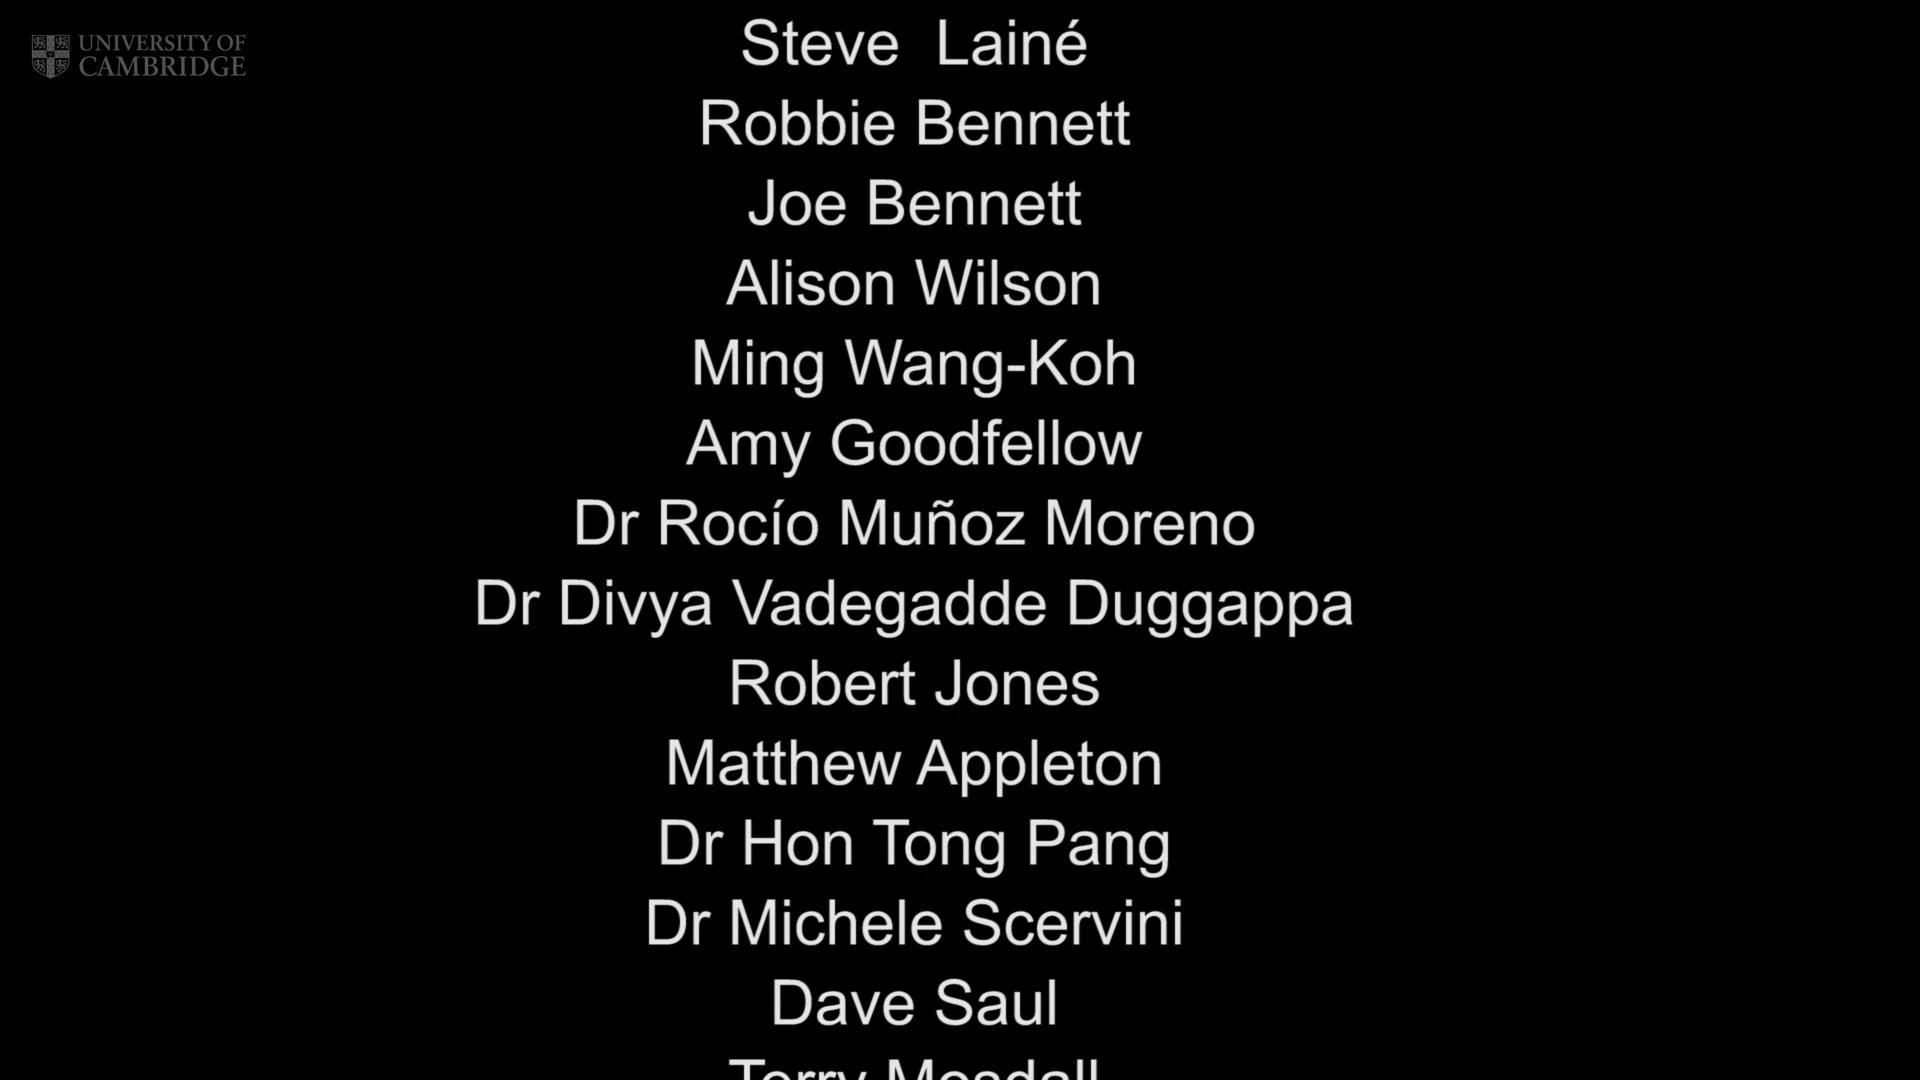 UNIVERSITY OF
CAMBRIDGE
Steve  Lainé
Robbie Bennett
Joe Bennett
Alison Wilson
Ming Wang-Koh
Amy Goodfellow
Dr Rocío Muñoz Moreno
Dr Divya Vadegadde Duggappa
Robert Jones
Matthew Appleton
Dr Hon Tong Pang
Dr Michele Scervini
Dave Saul
Terry